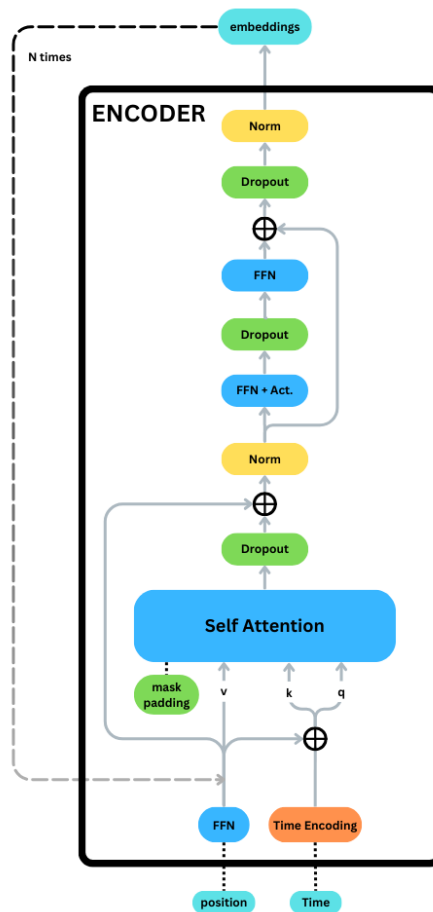 embeddings
N times
ENCODER
Norm
Dropout
FFN
Dropout
FFN + Act.
Norm
Dropout
Self Attention
mask
padding
v
k
q
FFN
Time Encoding
position
Time